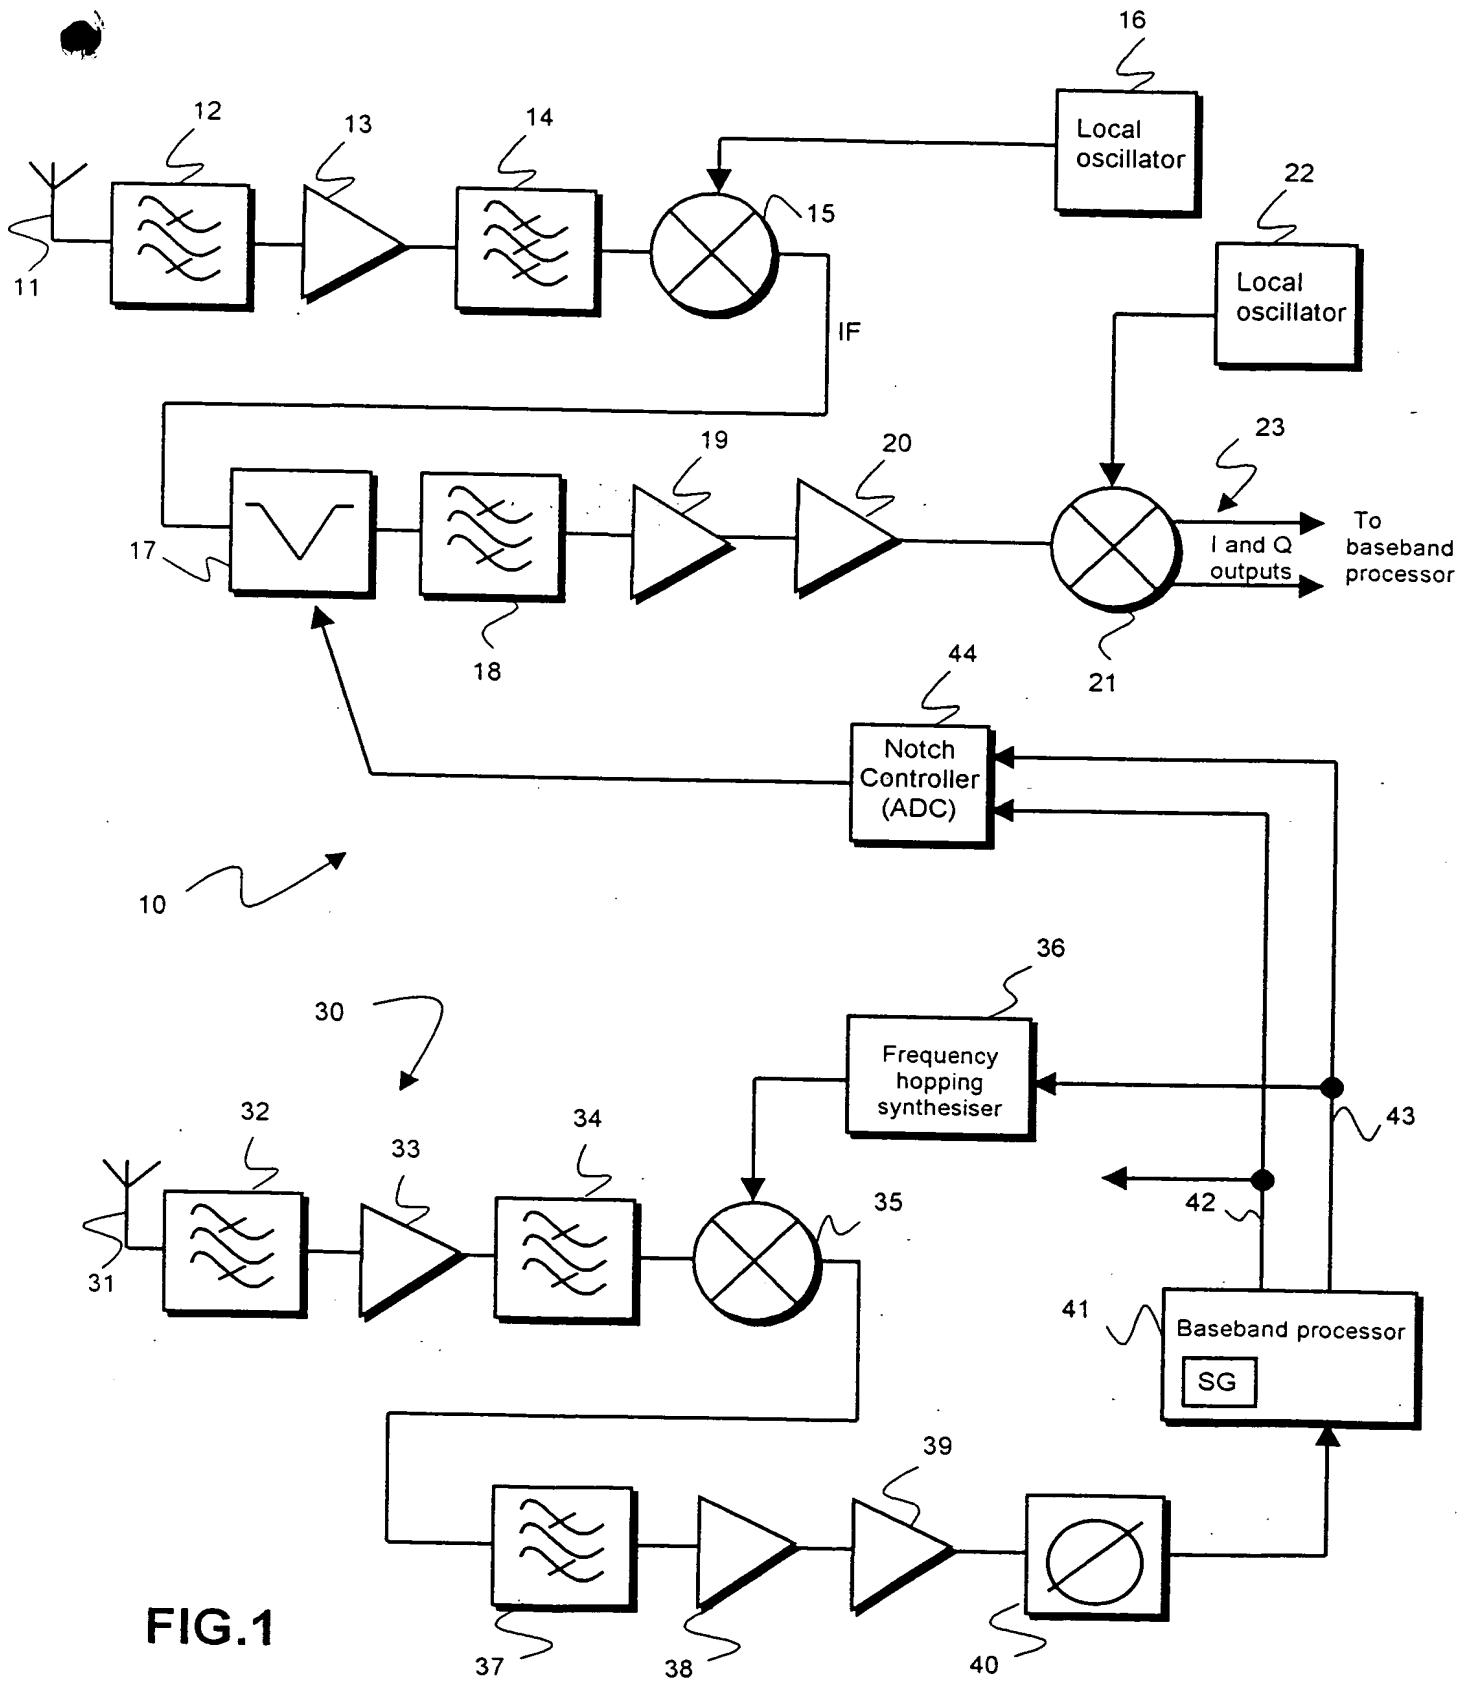 16
12
13
14
Local
oscillator
22
15
11
Local
oscillator
IF
23
19
20
To
baseband
processor
I and Q
outputs
17
18
21
44
Notch
Controller
(ADC)
10
36
30
Frequency
hopping
synthesiser
32
34
33
43
35
42
31
41
Baseband processor
SG
39
37
38
40
FIG.1